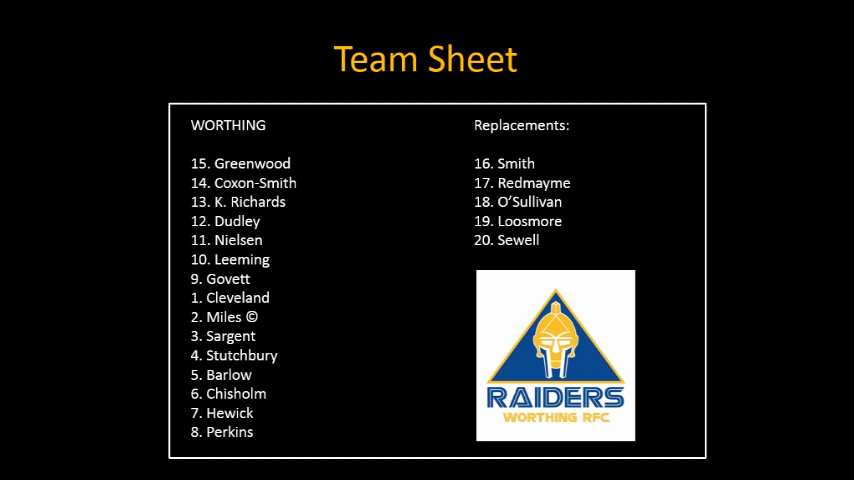 Team Sheet
WORTHING
15. Greenwood
14. Coxon-Smith
13. K. Richards
12. Dudley
11. Nielsen
10. Leeming
9. Govett
1. Cleveland
2. Miles ©
3. Sargent
4. Stutchbury
5. Barlow
6. Chisholm
7. Hewick
8. Perkins
Replacements:
16. Smith
17. Redmayme
18. O'Sullivan
19. Loosmore
20. Sewell
RAIDERS
WORTHING RFC